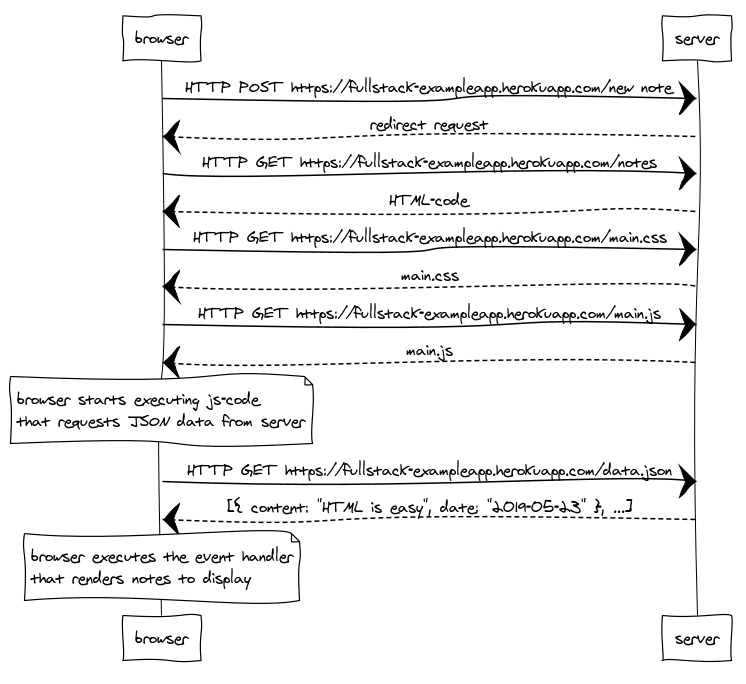 browser
server
HTTP POST https://fullstack-exampleapp.herokuapp.com/new note
redirect request
HTTP GET https://fullstack-exampleapp.herokuapp.com/notes
HTML-code
HTTP GET https://fullstack-exampleapp.herokuapp.com/main.css
main.css
HTTP GET https://fullstack-exampleapp.herokuapp.com/main.js
main.js
browser starts executing js-code
that requests JSON data from server
HTTP GET https://fullstack-exampleapp.herokuapp.com/data.json
[{ content: "HTML is easy", date: "2019-05-23" }, ...]
browser executes the event handler
that renders notes to display
browser
server